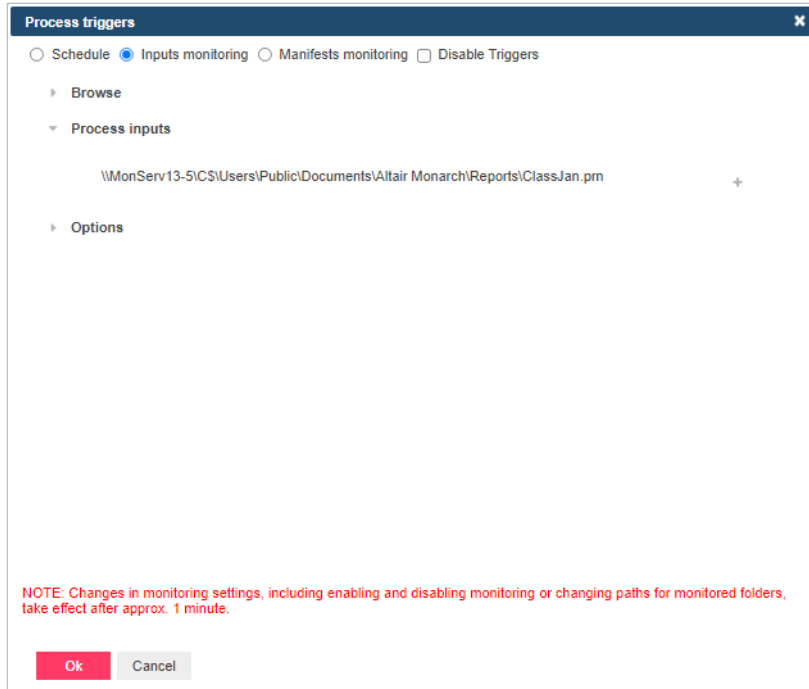 Process triggers
Schedule Inputs monitoring Manifests monitoring Disable Triggers
Browse
Process inputs
\\MonServ13-5\C$\Users\Public\Documents\Altair Monarch\Reports\ClassJan.prn
Options
NOTE: Changes in monitoring settings, including enabling and disabling monitoring or changing paths for monitored folders,
take effect after approx. 1 minute.
Ok Cancel